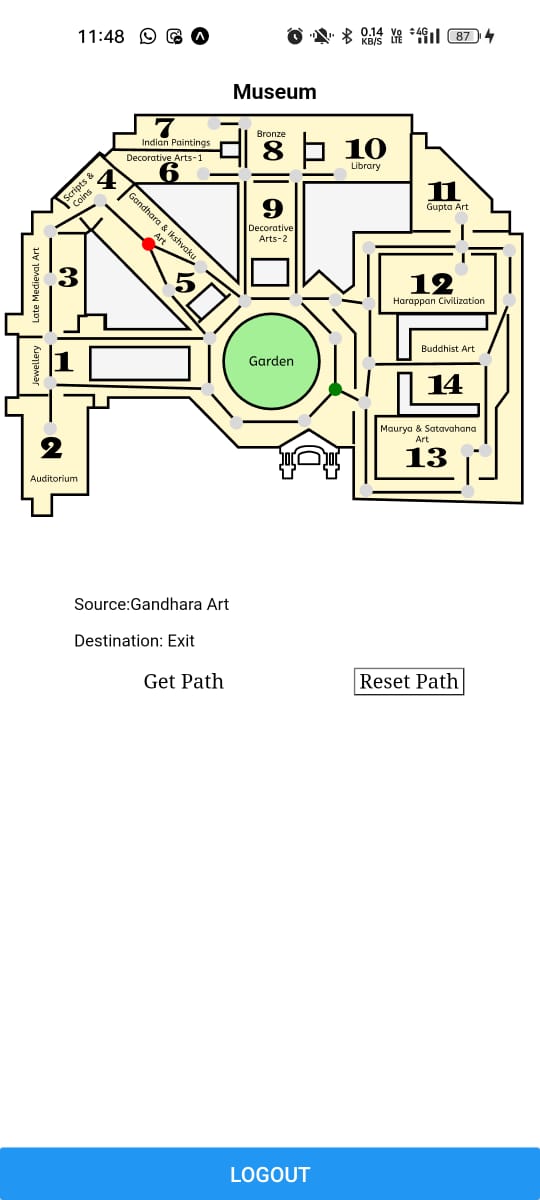 11:48
0.14 KB/S Vo LTE 4G 87
Museum
7
Indian Paintings
Bronze
8
10
Library
Decorative Arts-1
6
Scripts &
Coins
4
Gandhara & Ikshvaku
Art
9
Decorative
Arts-2
11
Gupta Art
Late Medieval Art
3
5
12
Harappan Civilization
Jewellery
1
Garden
Buddhist Art
14
2
Auditorium
Maurya & Satavahana
Art
13
Source:Gandhara Art
Destination: Exit
Get Path
Reset Path
LOGOUT